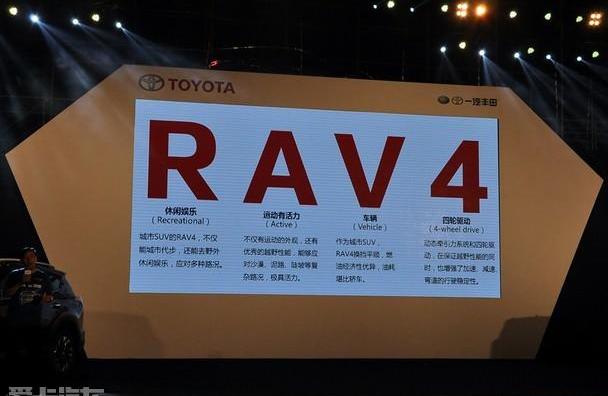 TOYOTA
一汽丰田
RAV4
休闲娱乐
(Recreational)
城市SUV的RAV4，不仅
能城市代步，还能去野外
休闲娱乐，应对多种路况。
运动有活力
(Active)
不仅有运动的外观，还有
优秀的越野性能，能够应
对沙漠、泥路、陡坡等复
杂路况，极具活力。
车辆
(Vehicle)
作为城市SUV，
RAV4换挡平顺，燃
油经济性优异，油耗
堪比轿车。
四轮驱动
(4-wheel drive)
动态牵引力系统和四轮驱
动，在保证越野性能的同
时，也增强了加速、减速、
弯道的行驶稳定性。
爱卡汽车